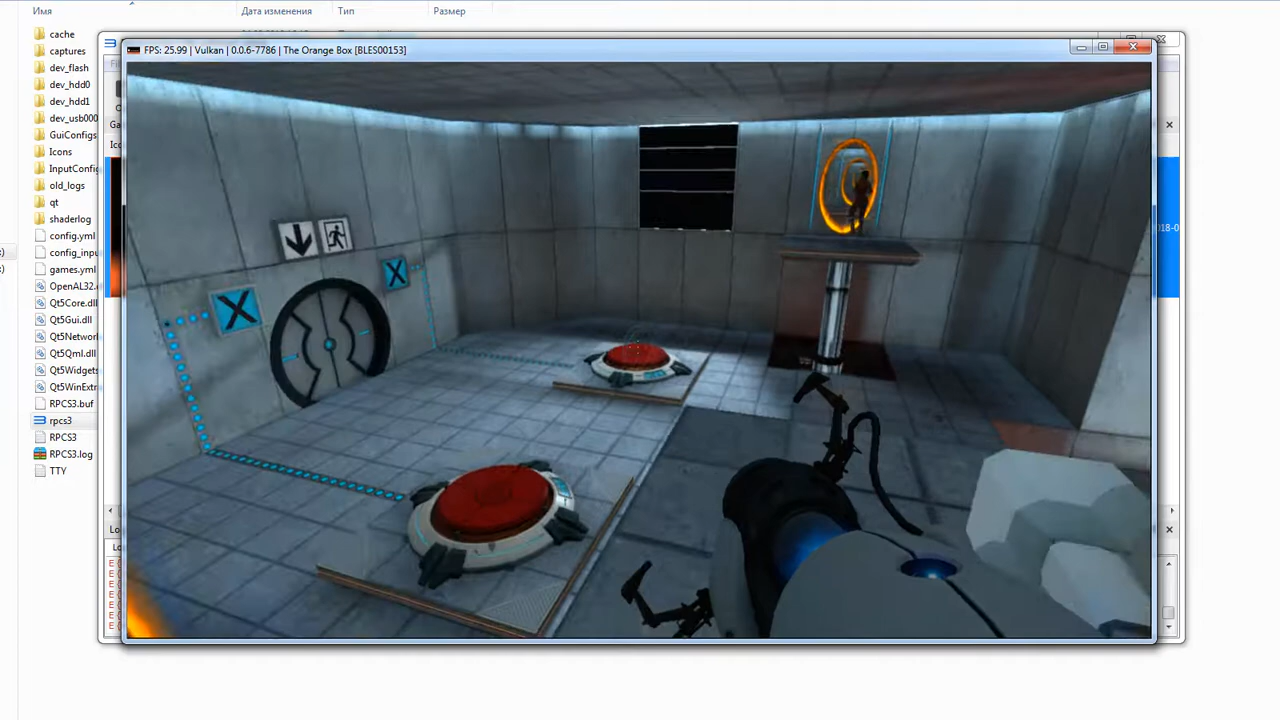 Имя Дата изменения Тип Размер
cache
captures
dev_flash
dev_hdd0
dev_hdd1
dev_usb000
GuiConfigs
Icons
InputConfig
old_logs
qt
shaderlog
config.yml
config_inpu
games.yml
OpenAL32.
Qt5Core.dll
Qt5Gui.dll
Qt5Network
Qt5Qml.dll
Qt5Widgets
Qt5WinExtr
RPCS3.buf
rpcs3
RPCS3
RPCS3.log
TTY
FPS: 25.99 | Vulkan | 0.0.6-7786 | The Orange Box [BLES00153]